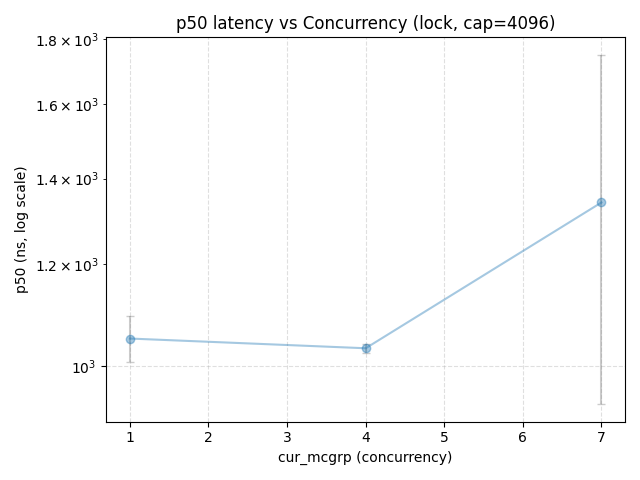 p50 latency vs Concurrency (lock, cap=4096)
1.8 × 10³
1.6 × 10³
1.4 × 10³
1.2 × 10³
10³
p50 (ns, log scale)
1 2 3 4 5 6 7
cur_mcgrp (concurrency)